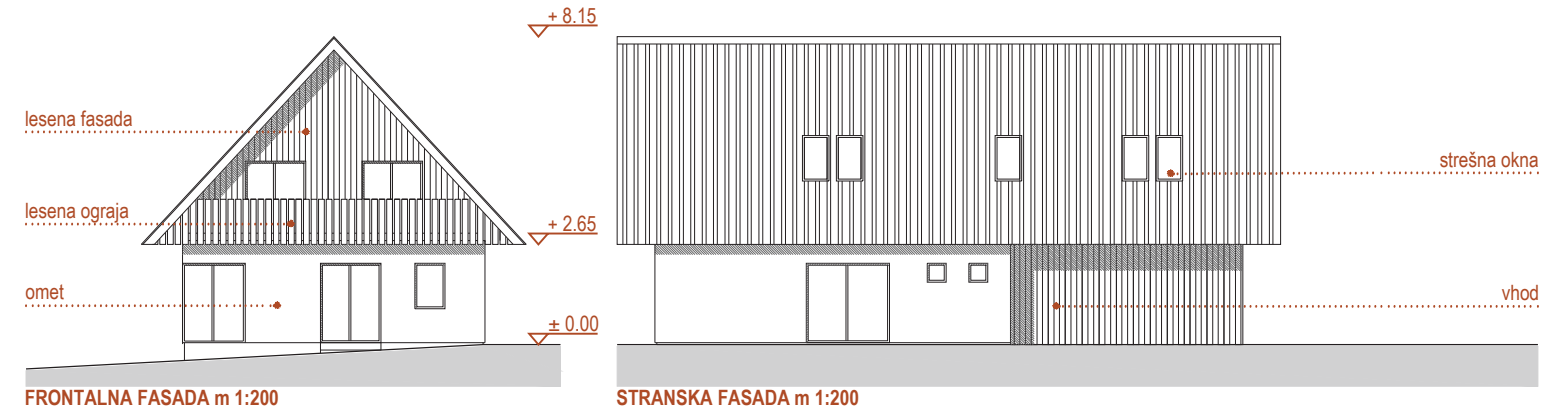 + 8.15
lesena fasada
strešna okna
lesena ograja
+ 2.65
omet
vhod
± 0.00
FRONTALNA FASADA m 1:200
STRANSKA FASADA m 1:200